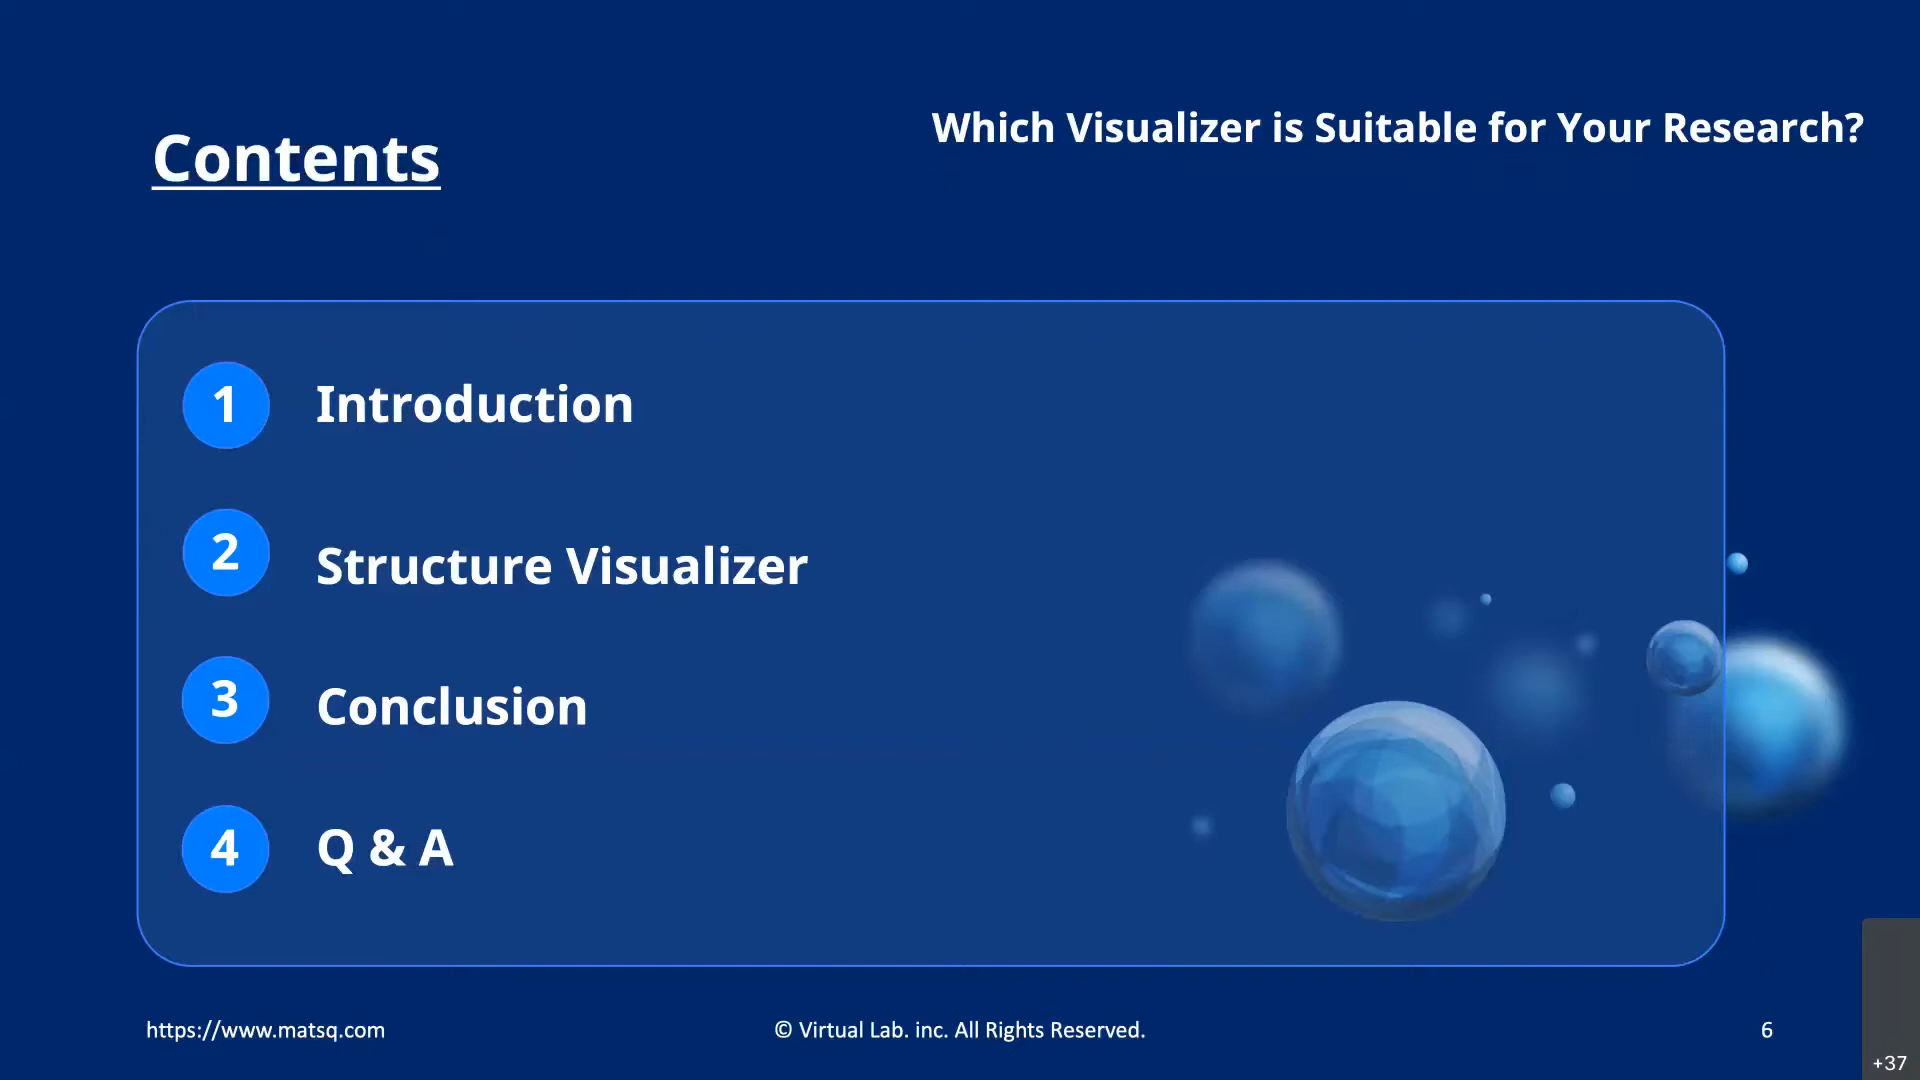 Contents
Which Visualizer is Suitable for Your Research?
1 Introduction
2 Structure Visualizer
3 Conclusion
4 Q & A
https://www.matsq.com
© Virtual Lab. inc. All Rights Reserved.
6
+37